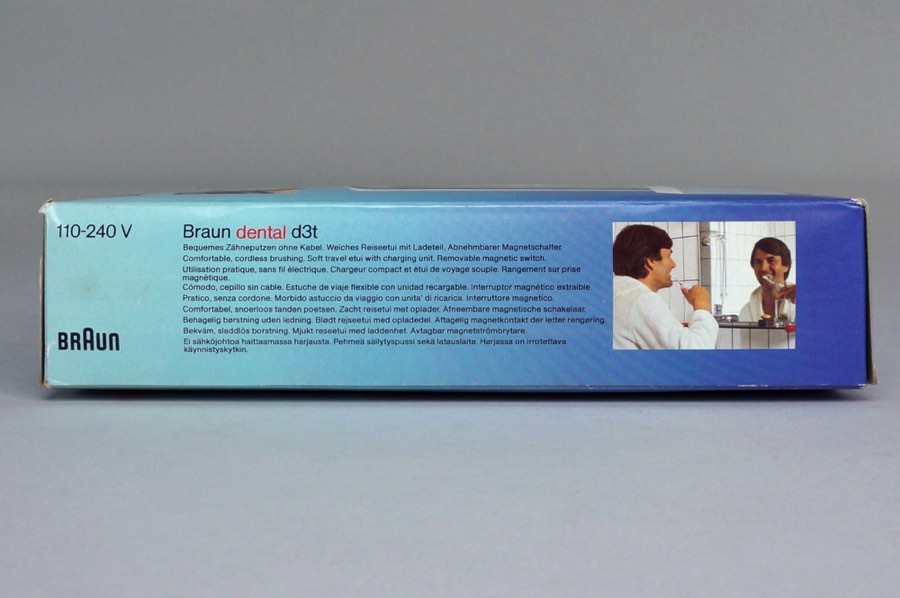 110-240 V
BRAUN
Braun dental d3t
Bequemes Zähneputzen ohne Kabel. Weiches Reiseetui mit Ladeteil. Abnehmbarer Magnetschalter.
Comfortable, cordless brushing. Soft travel etui with charging unit. Removable magnetic switch.
Utilisation pratique, sans fil électrique. Chargeur compact et étui de voyage souple. Rangement sur prise
magnétique.
Cómodo, cepillo sin cable. Estuche de viaje flexible con unidad recargable. Interruptor magnético extraible.
Pratico, senza cordone. Morbido astuccio da viaggio con unita' di ricarica. Interruttore magnetico.
Comfortabel, snoerloos tanden poetsen. Zacht reisetui met oplader. Afneembare magnetische schakelaar.
Behagelig børstning uden ledning. Blødt rejseetui med opladedel. Aftagelig magnetkontakt der letter rengøring.
Bekväm, sladdlös borstning. Mjukt reseetui med laddenhet. Avtagbar magnetströmbrytare.
Ei sähköjohtoa haittaamassa harjausta. Pehmeä säilytyspussi sekä latauslaite. Harjassa on irrotettava
käynnistyskytkin.